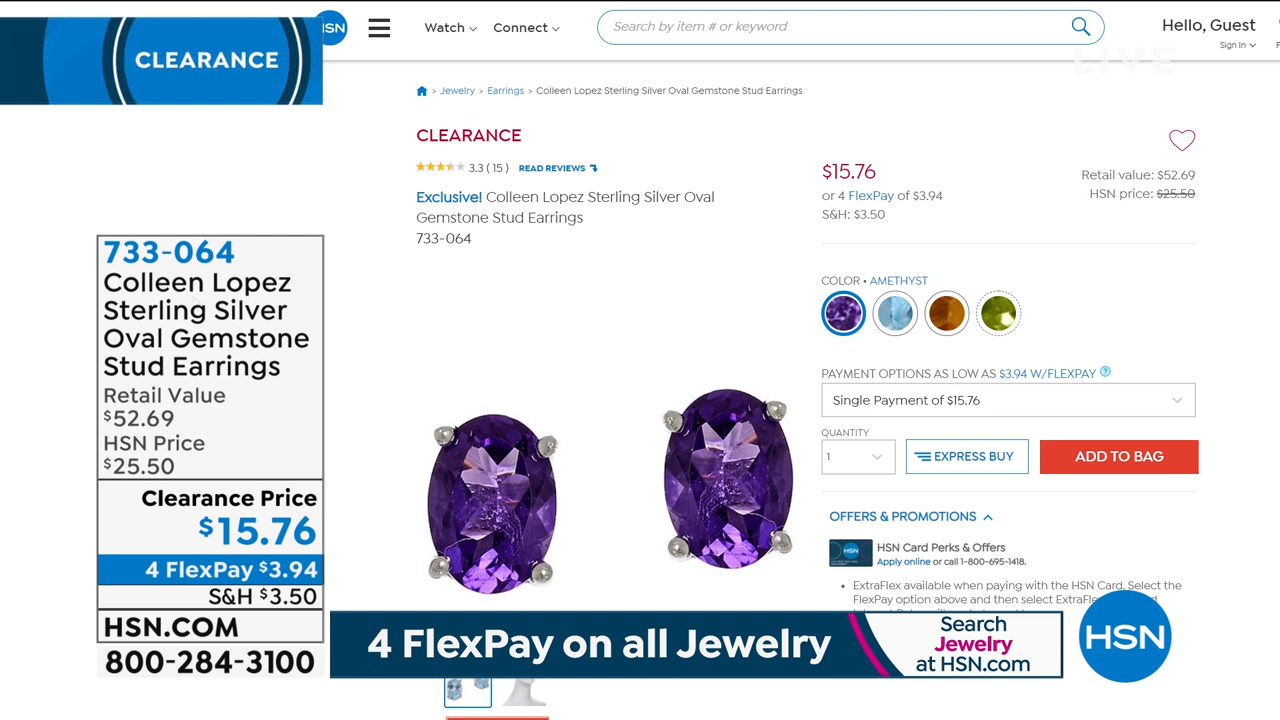 CLEARANCE
HSN
Watch
Connect
Search by item # or keyword
Hello, Guest
Sign In
LIVE
> Jewelry > Earrings > Colleen Lopez Sterling Silver Oval Gemstone Stud Earrings
CLEARANCE
3.3 ( 15 ) READ REVIEWS
Exclusive! Colleen Lopez Sterling Silver Oval
Gemstone Stud Earrings
733-064
$15.76
or 4 FlexPay of $3.94
S&H: $3.50
Retail value: $52.69
HSN price: $25.50
COLOR • AMETHYST
PAYMENT OPTIONS AS LOW AS $3.94 W/FLEXPAY ?
Single Payment of $15.76
QUANTITY
1
EXPRESS BUY
ADD TO BAG
OFFERS & PROMOTIONS
HSN
HSN Card Perks & Offers
Apply online or call 1-800-695-1418.
• ExtraFlex available when paying with the HSN Card. Select the
FlexPay option above and then select ExtraFle
733-064
Colleen Lopez
Sterling Silver
Oval Gemstone
Stud Earrings
Retail Value
$52.69
HSN Price
$25.50
Clearance Price
$15.76
4 FlexPay $3.94
S&H $3.50
HSN.COM
800-284-3100
4 FlexPay on all Jewelry
Search
Jewelry
at HSN.com
HSN